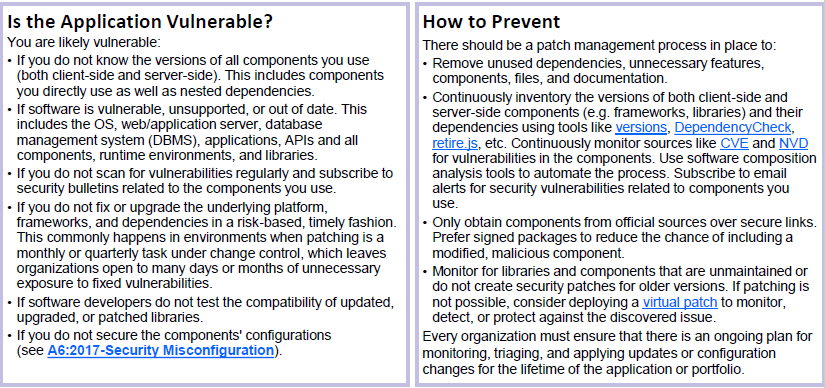 Is the Application Vulnerable?
You are likely vulnerable:
• If you do not know the versions of all components you use
(both client-side and server-side). This includes components
you directly use as well as nested dependencies.
• If software is vulnerable, unsupported, or out of date. This
includes the OS, web/application server, database
management system (DBMS), applications, APIs and all
components, runtime environments, and libraries.
• If you do not scan for vulnerabilities regularly and subscribe to
security bulletins related to the components you use.
• If you do not fix or upgrade the underlying platform,
frameworks, and dependencies in a risk-based, timely fashion.
This commonly happens in environments when patching is a
monthly or quarterly task under change control, which leaves
organizations open to many days or months of unnecessary
exposure to fixed vulnerabilities.
• If software developers do not test the compatibility of updated,
upgraded, or patched libraries.
• If you do not secure the components' configurations
(see A6:2017-Security Misconfiguration).
How to Prevent
There should be a patch management process in place to:
• Remove unused dependencies, unnecessary features,
components, files, and documentation.
• Continuously inventory the versions of both client-side and
server-side components (e.g. frameworks, libraries) and their
dependencies using tools like versions, DependencyCheck,
retire.js, etc. Continuously monitor sources like CVE and NVD
for vulnerabilities in the components. Use software composition
analysis tools to automate the process. Subscribe to email
alerts for security vulnerabilities related to components you
use.
• Only obtain components from official sources over secure links.
Prefer signed packages to reduce the chance of including a
modified, malicious component.
• Monitor for libraries and components that are unmaintained or
do not create security patches for older versions. If patching is
not possible, consider deploying a virtual patch to monitor,
detect, or protect against the discovered issue.
Every organization must ensure that there is an ongoing plan for
monitoring, triaging, and applying updates or configuration
changes for the lifetime of the application or portfolio.